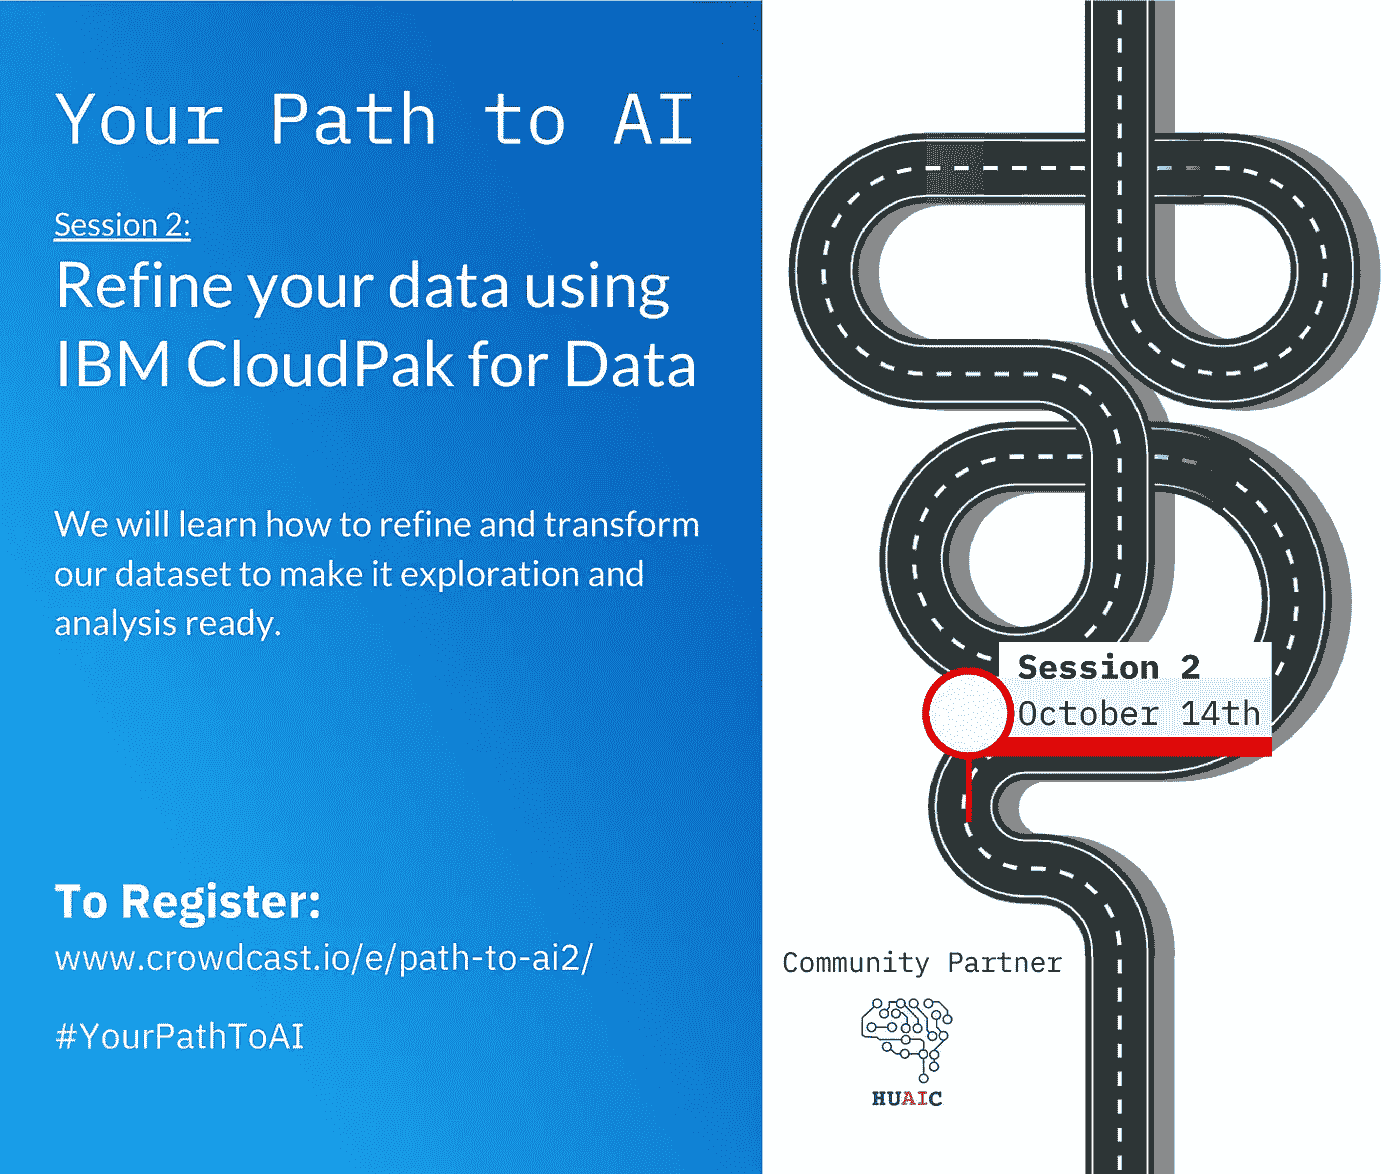 Your Path to AI
Session 2:
Refine your data using
IBM CloudPak for Data
We will learn how to refine and transform
our dataset to make it exploration and
analysis ready.
To Register:
www.crowdcast.io/e/path-to-ai2/
#YourPathToAI
Session 2
October 14th
Community Partner
HUAIC